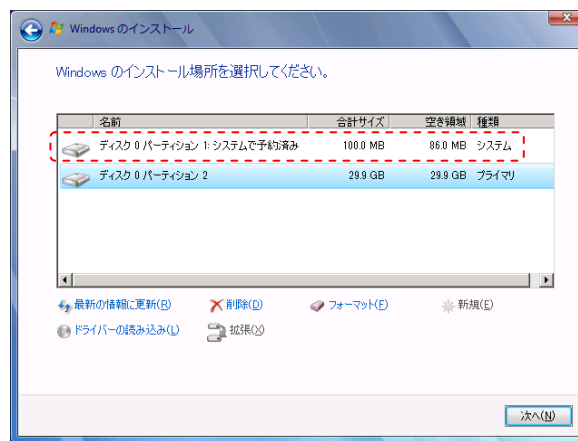 Windows のインストール
Windows のインストール場所を選択してください。
名前 合計サイズ 空き領域 種類
ディスク 0 パーティション 1: システムで予約済み 100.0 MB 86.0 MB システム
ディスク 0 パーティション 2 29.9 GB 29.9 GB プライマリ
最新の情報に更新(R) 削除(D) フォーマット(F) 新規(E)
ドライバーの読み込み(L) 拡張(X)
次へ(N)